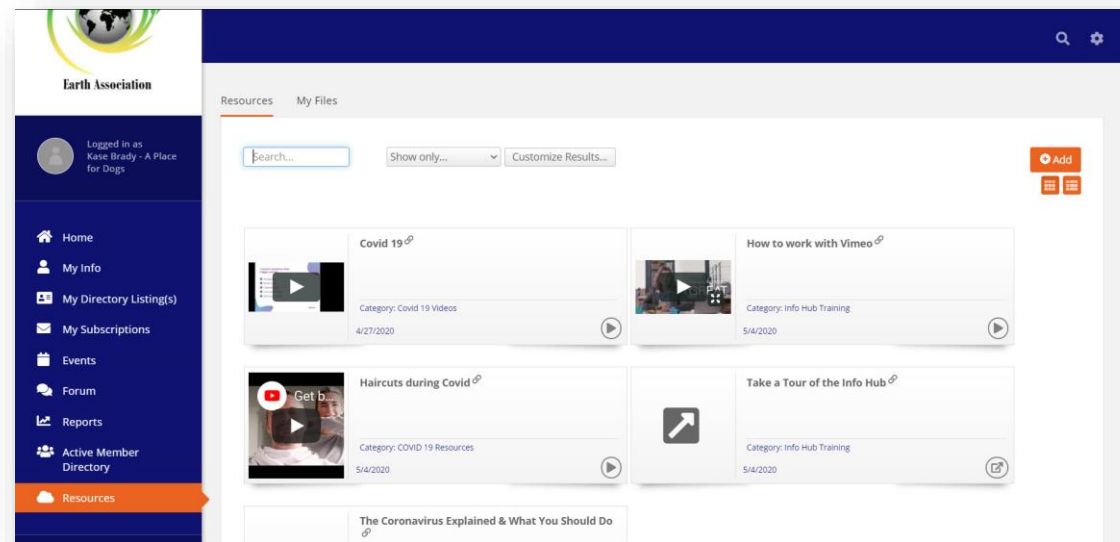 Earth Association
Logged in as
Kase Brady - A Place
for Dogs
Home
My Info
My Directory Listing(s)
My Subscriptions
Events
Forum
Reports
Active Member
Directory
Resources
Resources My Files
Search...
Show only...
Customize Results...
Add
Covid 19
Category: Covid 19 Videos
4/27/2020
How to work with Vimeo
Category: Info Hub Training
5/4/2020
Get b...
Haircuts during Covid
Category: COVID 19 Resources
5/4/2020
Take a Tour of the Info Hub
Category: Info Hub Training
5/4/2020
The Coronavirus Explained & What You Should Do